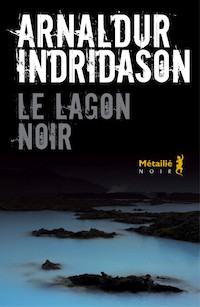 ARNALDUR
INDRIDASON
LE LAGON
NOIR
Métailié
NOIR